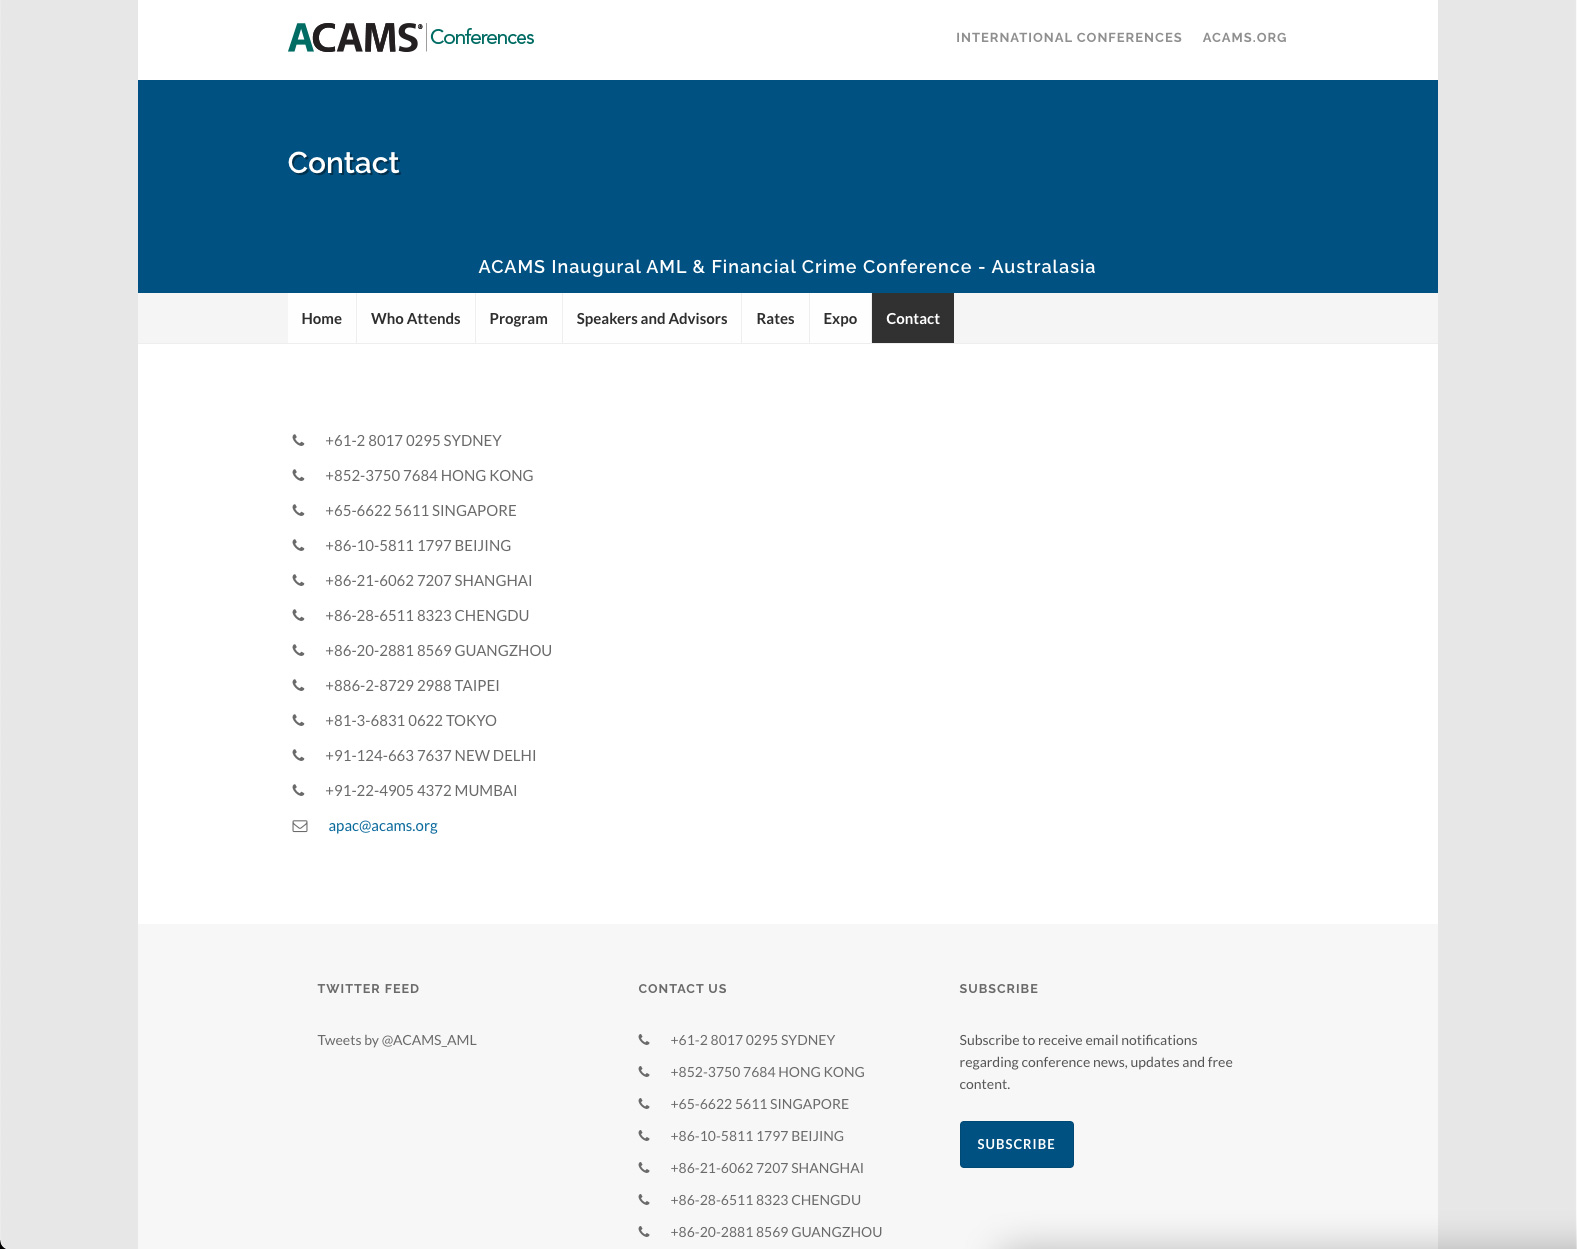 ACAMS® Conferences
INTERNATIONAL CONFERENCES ACAMS.ORG
Contact
ACAMS Inaugural AML & Financial Crime Conference - Australasia
Home Who Attends Program Speakers and Advisors Rates Expo Contact
+61-2 8017 0295 SYDNEY
+852-3750 7684 HONG KONG
+65-6622 5611 SINGAPORE
+86-10-5811 1797 BEIJING
+86-21-6062 7207 SHANGHAI
+86-28-6511 8323 CHENGDU
+86-20-2881 8569 GUANGZHOU
+886-2-8729 2988 TAIPEI
+81-3-6831 0622 TOKYO
+91-124-663 7637 NEW DELHI
+91-22-4905 4372 MUMBAI
apac@acams.org
TWITTER FEED
Tweets by @ACAMS_AML
CONTACT US
+61-2 8017 0295 SYDNEY
+852-3750 7684 HONG KONG
+65-6622 5611 SINGAPORE
+86-10-5811 1797 BEIJING
+86-21-6062 7207 SHANGHAI
+86-28-6511 8323 CHENGDU
+86-20-2881 8569 GUANGZHOU
SUBSCRIBE
Subscribe to receive email notifications
regarding conference news, updates and free
content.
SUBSCRIBE